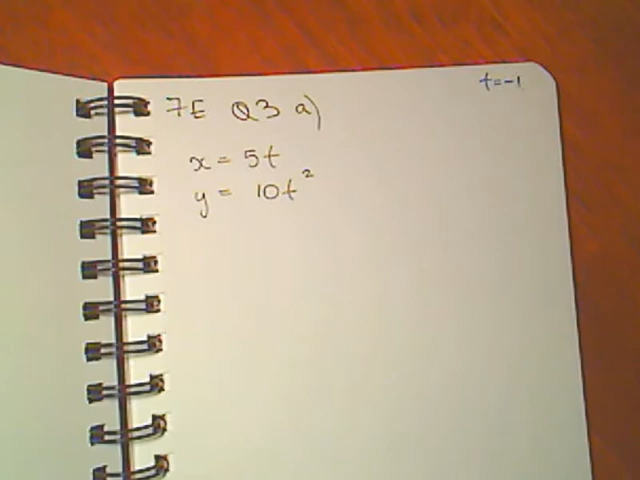 t=-1
7E Q3 a)
x = 5t
y = 10t²